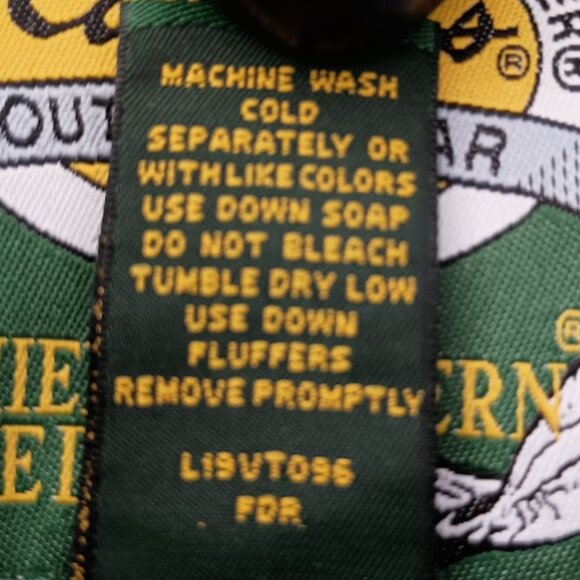 OUT AR
MACHINE WASH
COLD
SEPARATELY OR
WITH LIKE COLORS
USE DOWN SOAP
DO NOT BLEACH
TUMBLE DRY LOW
USE DOWN
FLUFFERS
REMOVE PROMPTLY
ERN
L19VT096
FDR